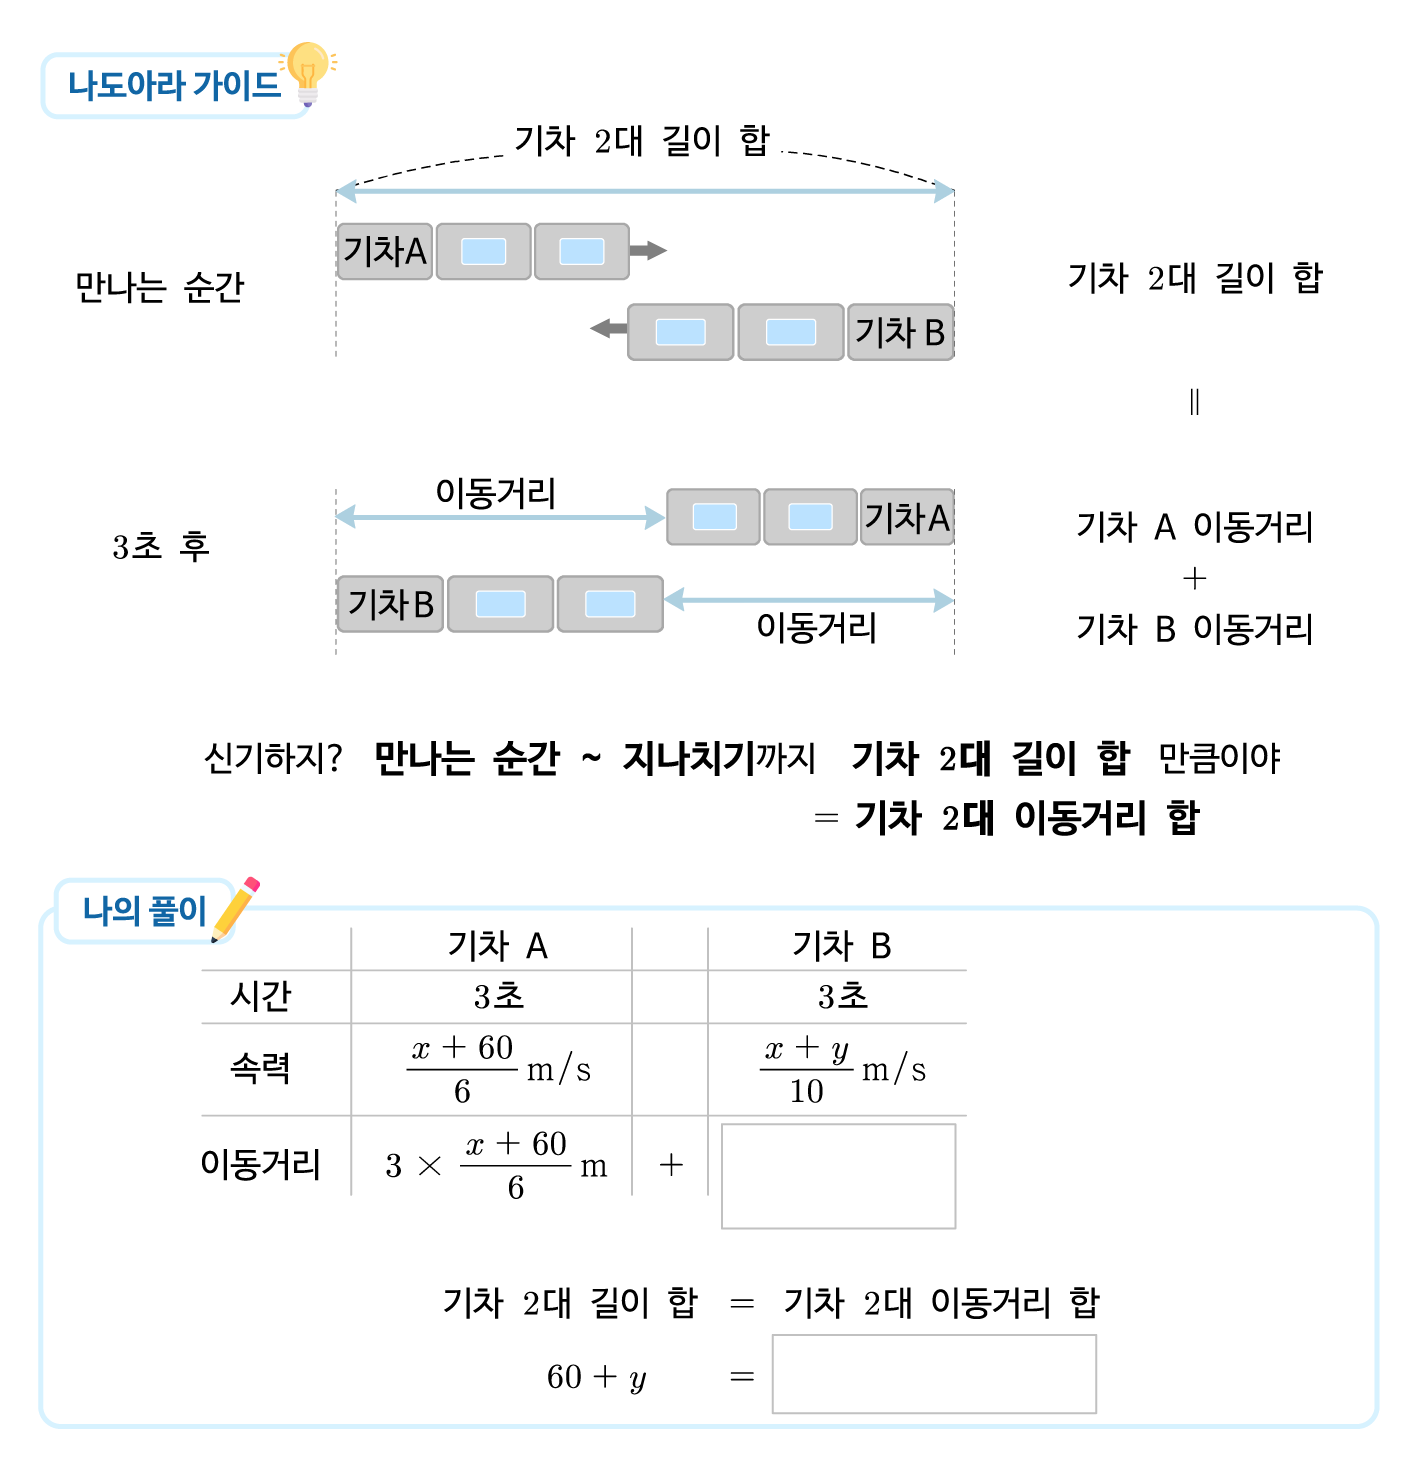 나도아라 가이드
기차 2대 길이 합
기차A
만나는 순간
기차 2대 길이 합
기차 B
||
이동거리
기차A
3초 후
기차 A 이동거리
+
기차B
이동거리
기차 B 이동거리
신기하지? 만나는 순간 ~ 지나치기까지 기차 2대 길이 합 만큼이야
= 기차 2대 이동거리 합
나의 풀이
기차 A 기차 B
시간 3초 3초
속력 (x + 60)/6 m/s (x + y)/10 m/s
이동거리 3 × (x + 60)/6 m +
기차 2대 길이 합 = 기차 2대 이동거리 합
60 + y =